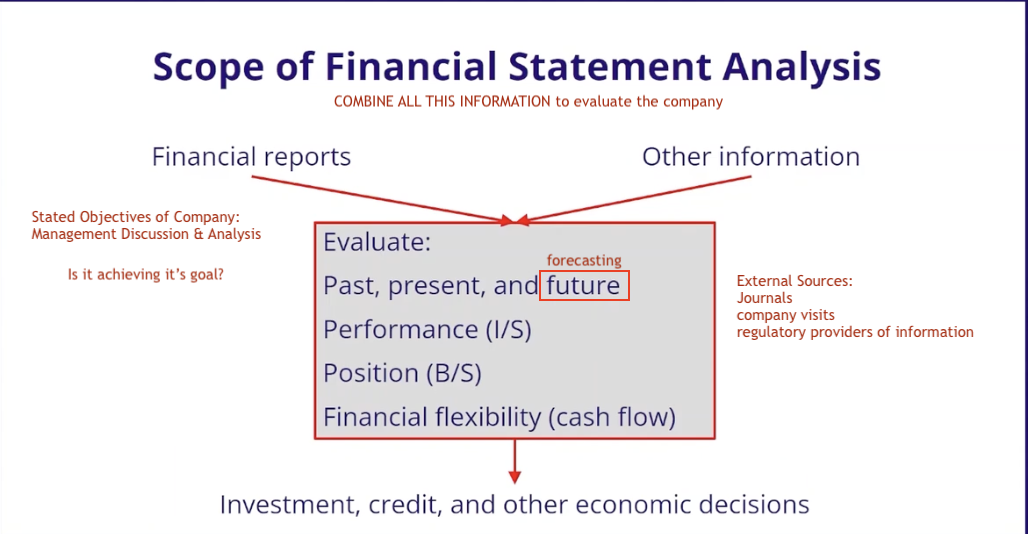 Scope of Financial Statement Analysis
COMBINE ALL THIS INFORMATION to evaluate the company
Financial reports
Other information
Stated Objectives of Company:
Management Discussion & Analysis
Is it achieving it's goal?
Evaluate:
forecasting
Past, present, and future
Performance (I/S)
Position (B/S)
Financial flexibility (cash flow)
External Sources:
Journals
company visits
regulatory providers of information
Investment, credit, and other economic decisions